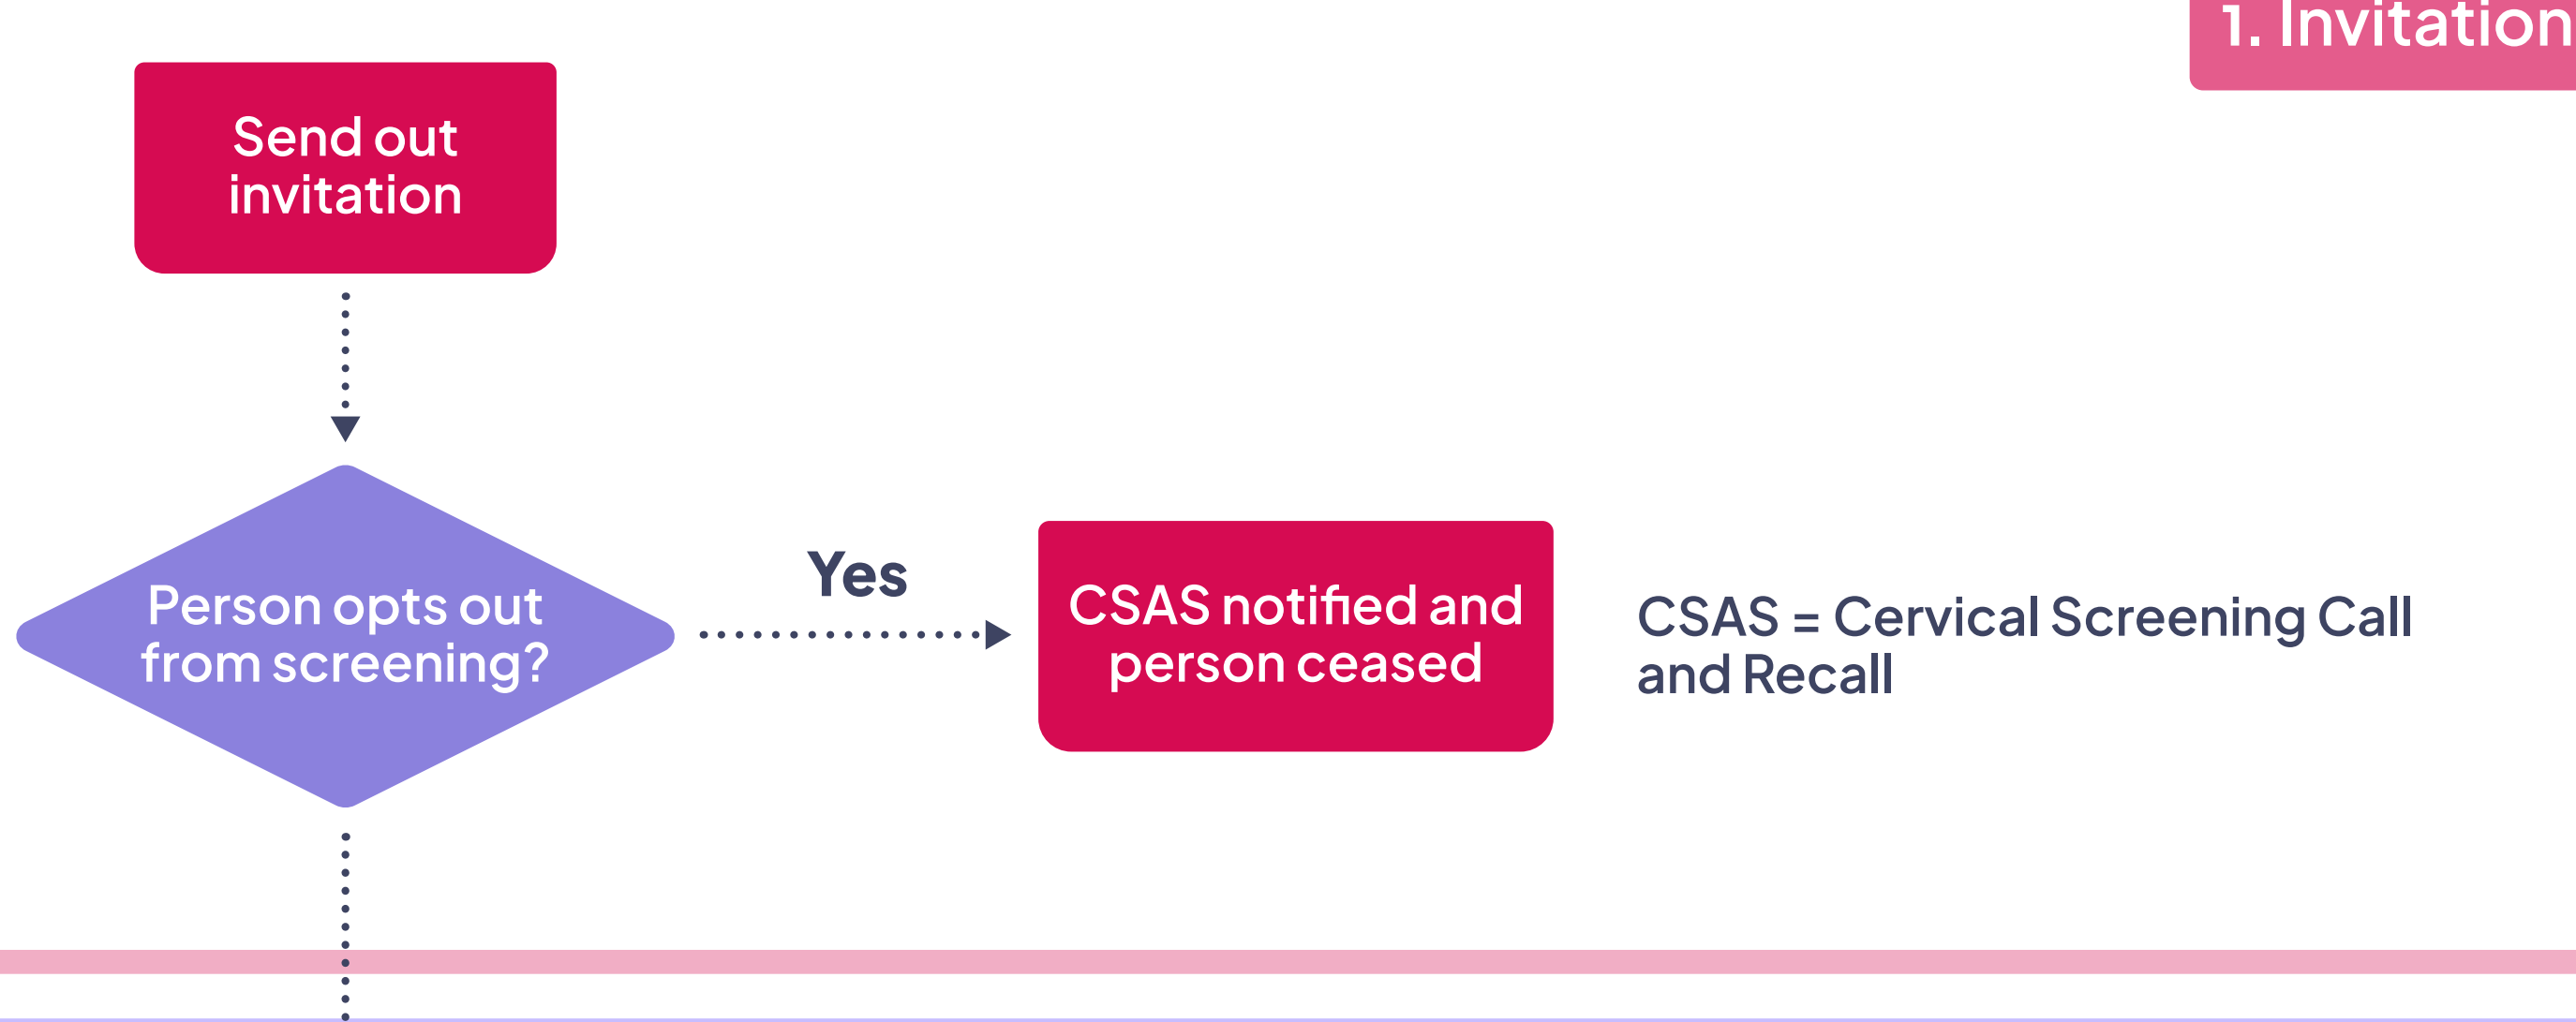 1. Invitation
Send out
invitation
Person opts out
from screening?
Yes
CSAS notified and
person ceased
CSAS = Cervical Screening Call
and Recall